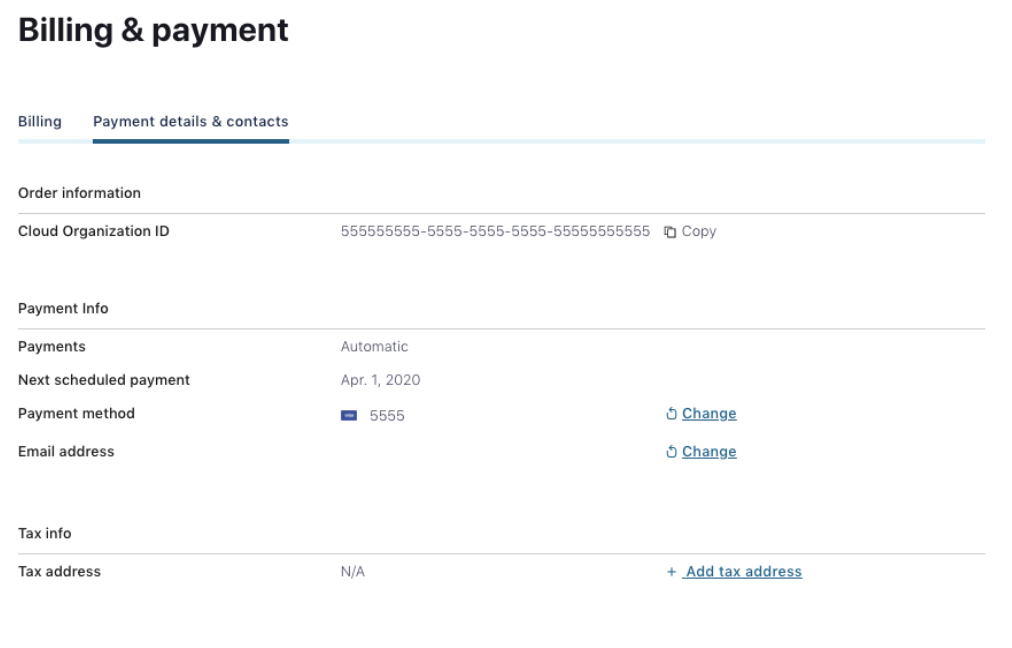 Billing & payment
Billing Payment details & contacts
Order information
Cloud Organization ID 555555555-5555-5555-5555-55555555555 Copy
Payment Info
Payments Automatic
Next scheduled payment Apr. 1, 2020
Payment method VISA 5555 Change
Email address Change
Tax info
Tax address N/A + Add tax address